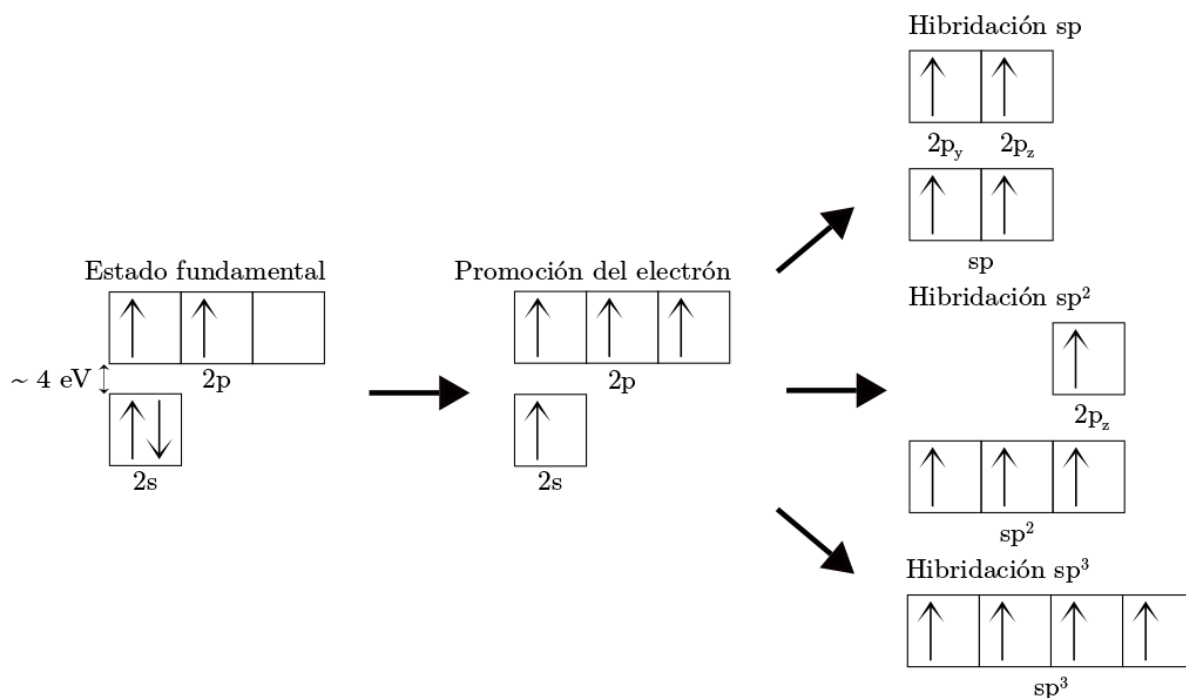 Estado fundamental
~ 4 eV
2p
2s
Promoción del electrón
2p
2s
Hibridación sp
2p_y 2p_z
sp
Hibridación sp²
2p_z
sp²
Hibridación sp³
sp³